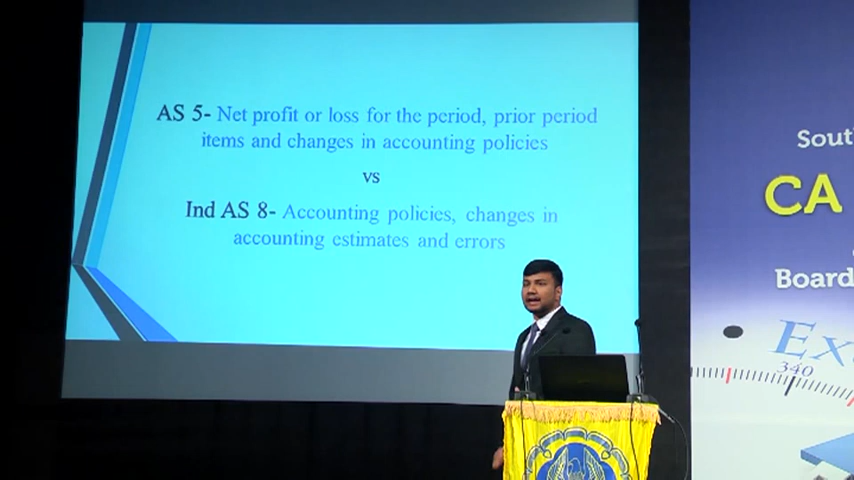 AS 5- Net profit or loss for the period, prior period
items and changes in accounting policies
vs
Ind AS 8- Accounting policies, changes in
accounting estimates and errors
CA
Board
340